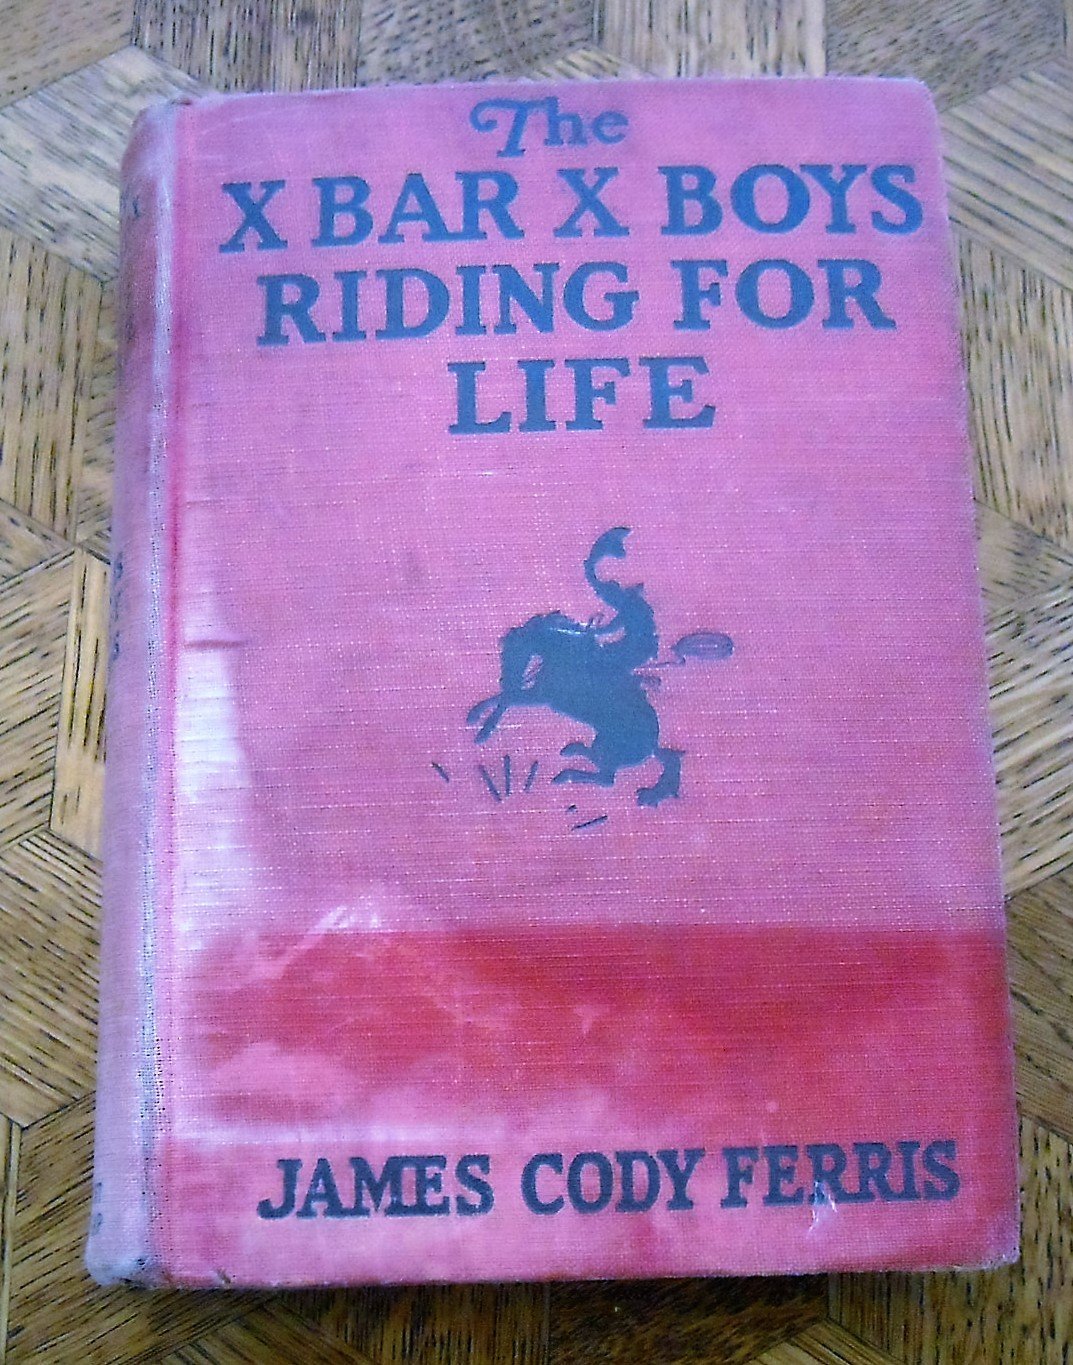 The
X BAR X BOYS
RIDING FOR
LIFE
JAMES CODY FERRIS